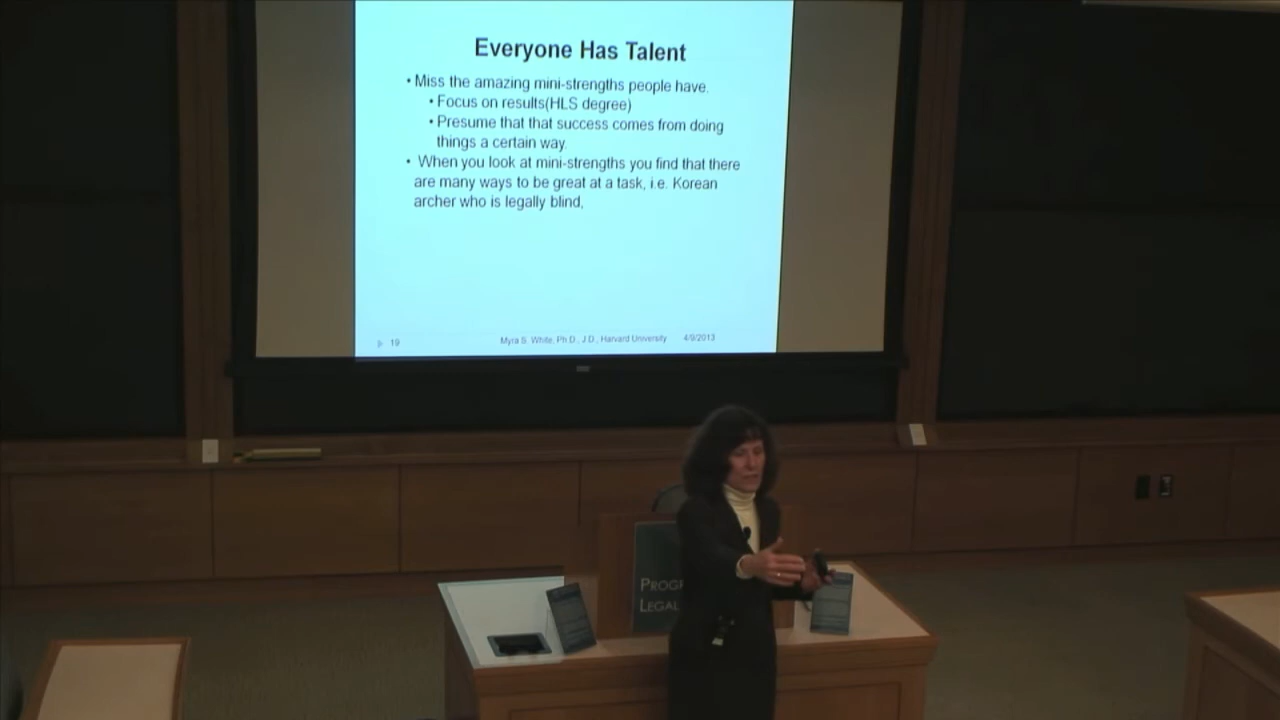 Everyone Has Talent
• Miss the amazing mini-strengths people have.
• Focus on results(HLS degree)
• Presume that that success comes from doing
things a certain way.
• When you look at mini-strengths you find that there
are many ways to be great at a task, i.e. Korean
archer who is legally blind,
19 Myra S. White, Ph.D., J.D., Harvard University 4/9/2013
LEGAL